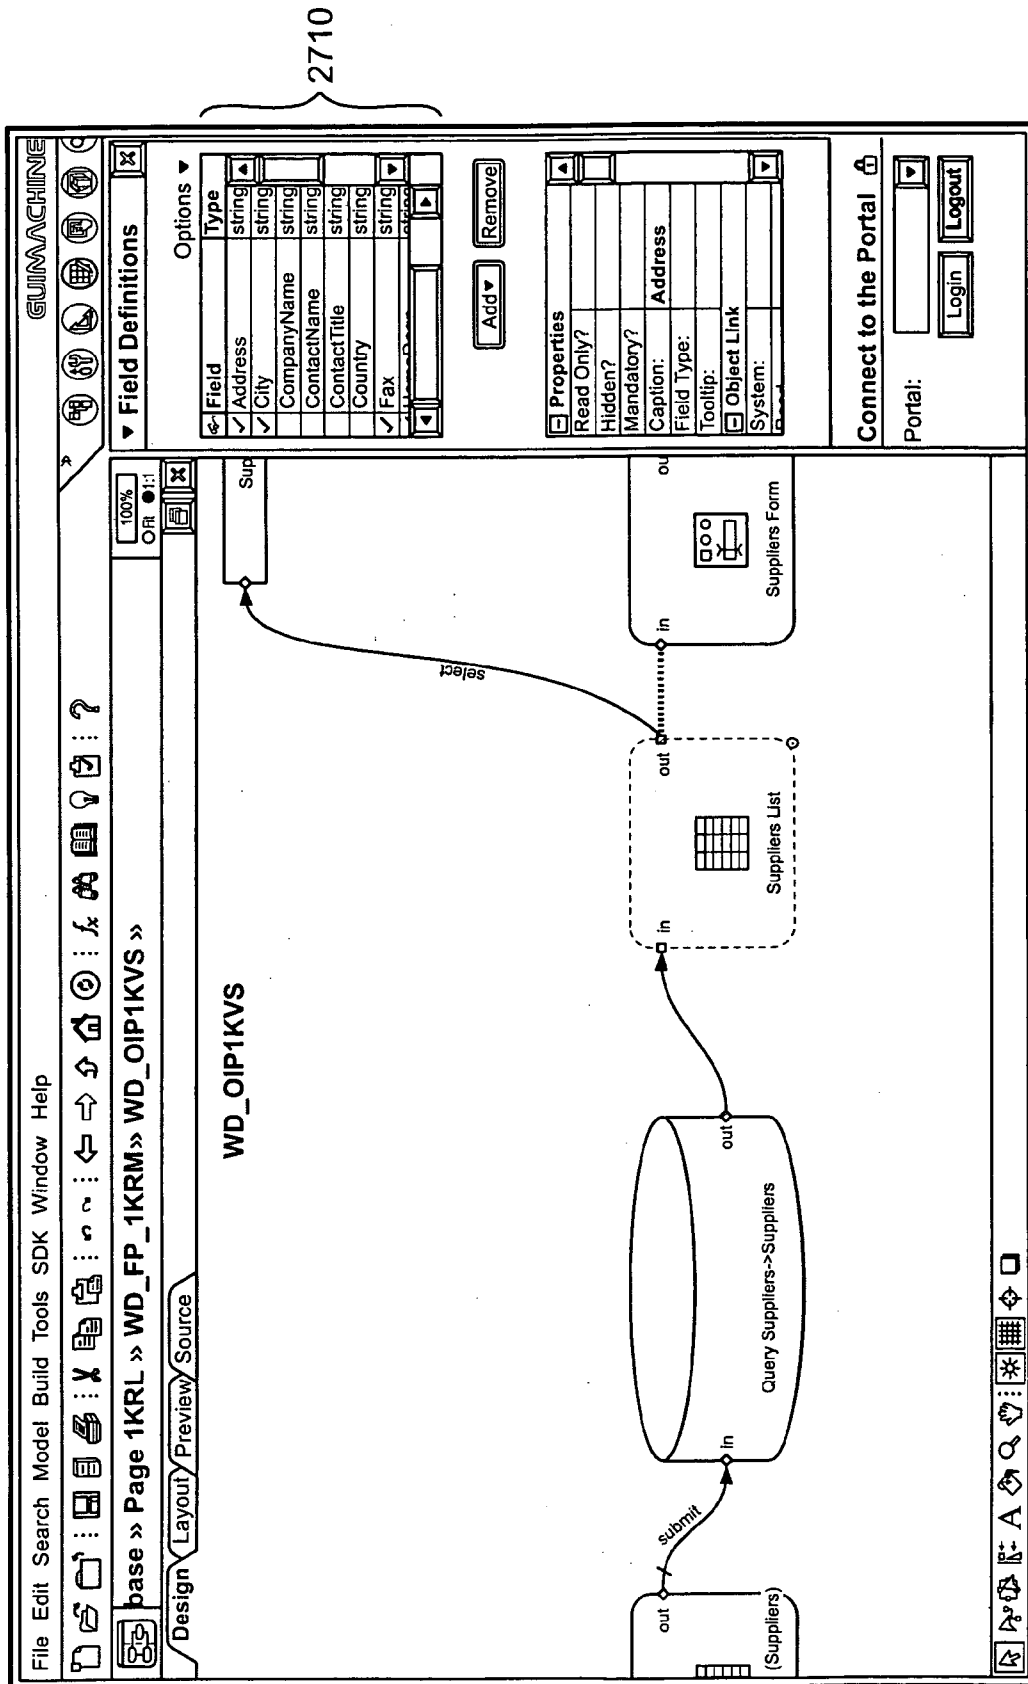 GUIMACHINE
File Edit Search Model Build Tools SDK Window Help
base » Page 1KRL » WD_FP_1KRM» WD_OIP1KVS »
100%
Fit 1:1
Design Layout Preview Source
WD_OIP1KVS
(Suppliers)
out
submit
in
Query Suppliers->Suppliers
out
in
Suppliers List
out
select
Sup
in
Suppliers Form
ou
Field Definitions
Options
Field Type
Address string
City string
CompanyName string
ContactName string
ContactTitle string
Country string
Fax string
Add Remove
Properties
Read Only?
Hidden?
Mandatory?
Caption: Address
Field Type:
Tooltip:
Object Link
System:
Connect to the Portal
Portal:
Login Logout
2710